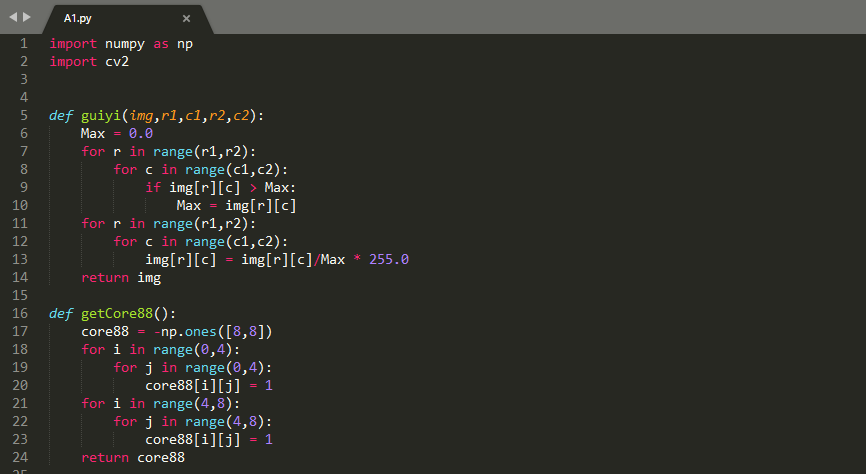 A1.py ×
1 import numpy as np
2 import cv2
3
4
5 def guiyi(img,r1,c1,r2,c2):
6     Max = 0.0
7     for r in range(r1,r2):
8         for c in range(c1,c2):
9             if img[r][c] > Max:
10                 Max = img[r][c]
11     for r in range(r1,r2):
12         for c in range(c1,c2):
13             img[r][c] = img[r][c]/Max * 255.0
14     return img
15
16 def getCore88():
17     core88 = -np.ones([8,8])
18     for i in range(0,4):
19         for j in range(0,4):
20             core88[i][j] = 1
21     for i in range(4,8):
22         for j in range(4,8):
23             core88[i][j] = 1
24     return core88